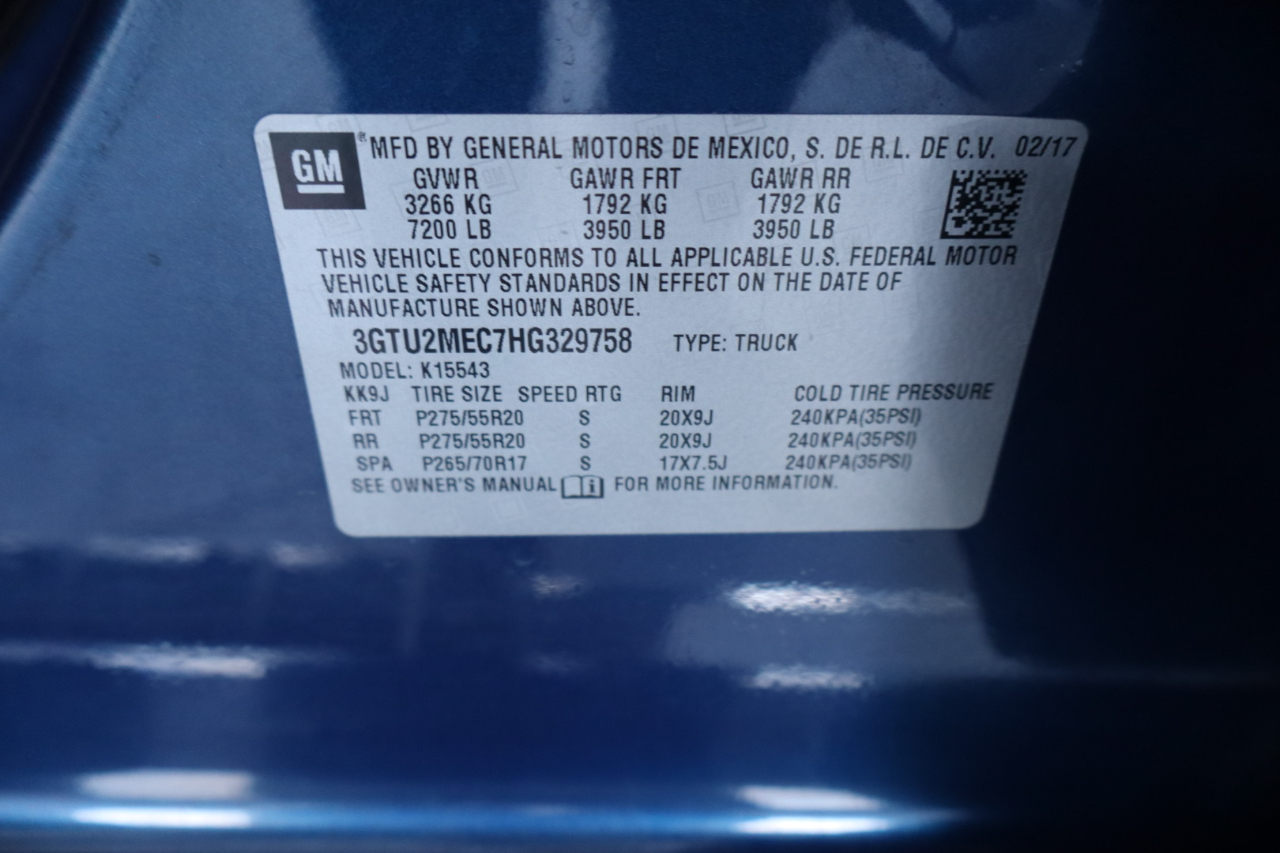 GM ® MFD BY GENERAL MOTORS DE MEXICO, S. DE R.L. DE C.V. 02/17
GVWR GAWR FRT GAWR RR
3266 KG 1792 KG 1792 KG
7200 LB 3950 LB 3950 LB
THIS VEHICLE CONFORMS TO ALL APPLICABLE U.S. FEDERAL MOTOR
VEHICLE SAFETY STANDARDS IN EFFECT ON THE DATE OF
MANUFACTURE SHOWN ABOVE.
3GTU2MEC7HG329758 TYPE: TRUCK
MODEL: K15543
KK9J TIRE SIZE SPEED RTG RIM COLD TIRE PRESSURE
FRT P275/55R20 S 20X9J 240KPA(35PSI)
RR P275/55R20 S 20X9J 240KPA(35PSI)
SPA P265/70R17 S 17X7.5J 240KPA(35PSI)
SEE OWNER'S MANUAL i FOR MORE INFORMATION.